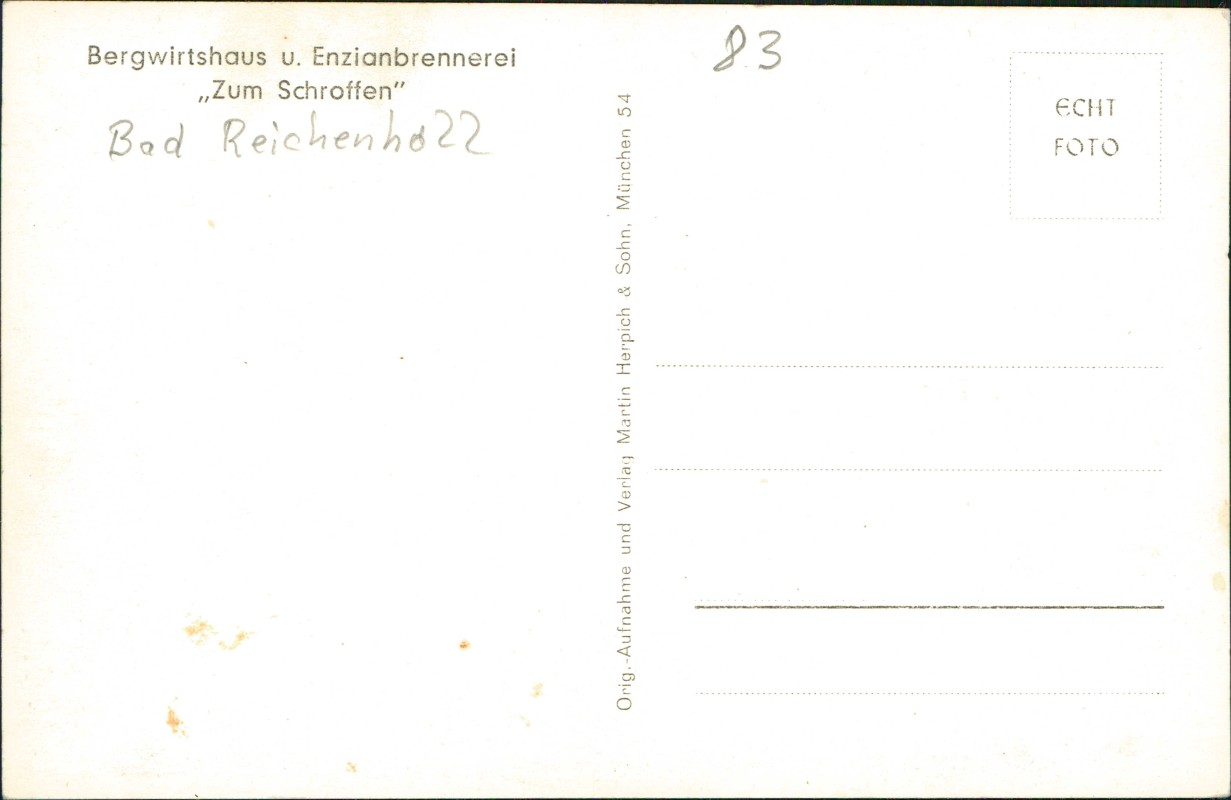 Bergwirtshaus u. Enzianbrennerei
„Zum Schroffen"
Bad Reichenhall
Orig.-Aufnahme und Verlag Martin Herpich & Sohn, München 54
83
ECHT
FOTO